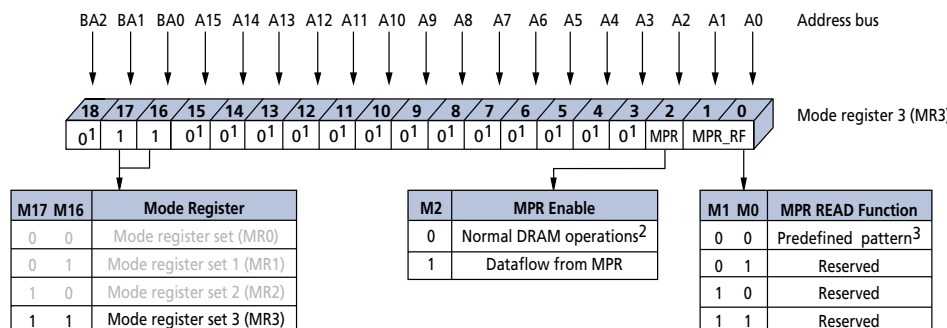 BA2 BA1 BA0 A15 A14 A13 A12 A11 A10 A9 A8 A7 A6 A5 A4 A3 A2 A1 A0 Address bus
18 17 16 15 14 13 12 11 10 9 8 7 6 5 4 3 2 1 0
Mode register 3 (MR3)
0¹ 1 1 0¹ 0¹ 0¹ 0¹ 0¹ 0¹ 0¹ 0¹ 0¹ 0¹ 0¹ 0¹ 0¹ MPR MPR_RF
M17 M16 Mode Register
0 0 Mode register set (MR0)
0 1 Mode register set 1 (MR1)
1 0 Mode register set 2 (MR2)
1 1 Mode register set 3 (MR3)
M2 MPR Enable
0 Normal DRAM operations²
1 Dataflow from MPR
M1 M0 MPR READ Function
0 0 Predefined pattern³
0 1 Reserved
1 0 Reserved
1 1 Reserved